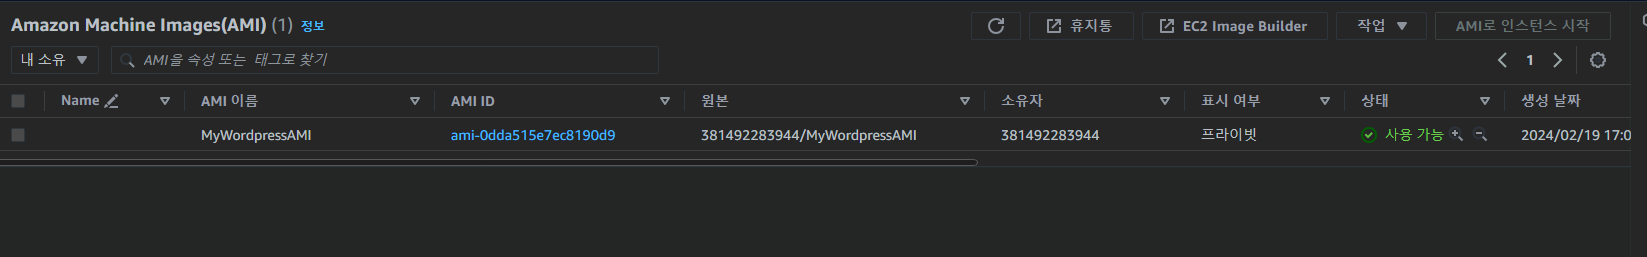 Amazon Machine Images(AMI) (1) 정보 휴지통 EC2 Image Builder 작업 AMI로 인스턴스 시작
내 소유 AMI을 속성 또는 태그로 찾기 1
Name AMI 이름 AMI ID 원본 소유자 표시 여부 상태 생성 날짜
MyWordpressAMI ami-0dda515e7ec8190d9 381492283944/MyWordpressAMI 381492283944 프라이빗 사용 가능 2024/02/19 17:0